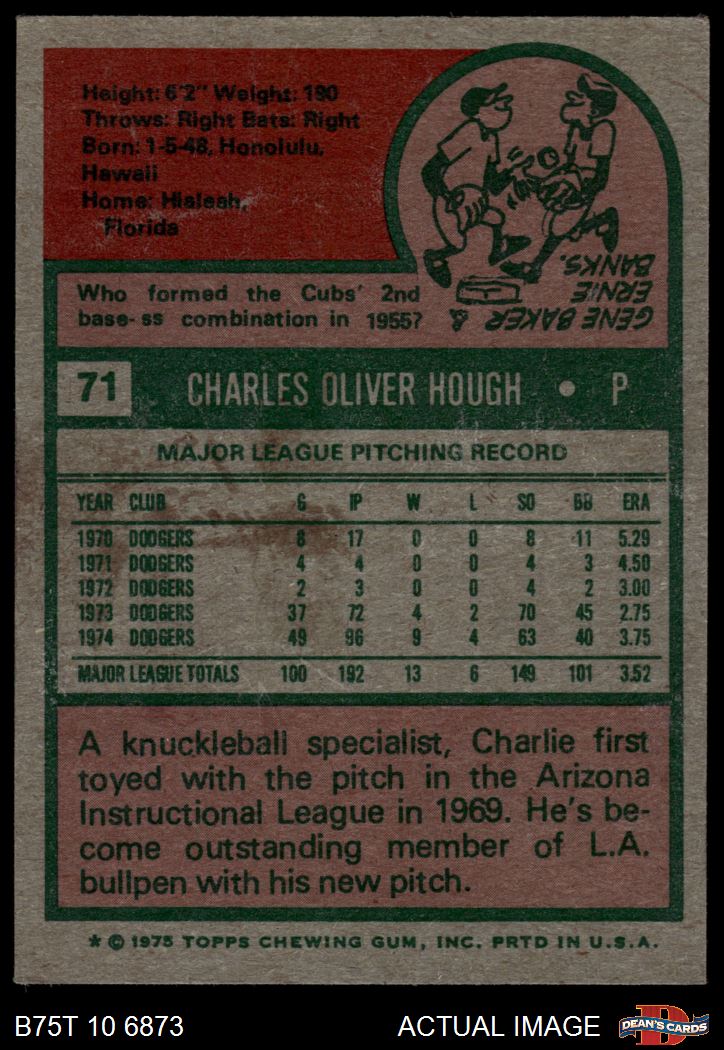 Height: 6'2" Weight: 190
Throws: Right Bats: Right
Born: 1-5-48, Honolulu,
Hawaii
Home: Hialeah,
Florida
Who formed the Cubs' 2nd
base-ss combination in 1955?
GENE BAKER &
ERNIE
BANKS.
71 CHARLES OLIVER HOUGH • P
MAJOR LEAGUE PITCHING RECORD
YEAR CLUB G IP W L SO BB ERA
1970 DODGERS 8 17 0 0 8 11 5.29
1971 DODGERS 4 4 0 0 4 3 4.50
1972 DODGERS 2 3 0 0 4 2 3.00
1973 DODGERS 37 72 4 2 70 45 2.75
1974 DODGERS 49 96 9 4 63 40 3.75
MAJOR LEAGUE TOTALS 100 192 13 6 149 101 3.52
A knuckleball specialist, Charlie first
toyed with the pitch in the Arizona
Instructional League in 1969. He's be-
come outstanding member of L.A.
bullpen with his new pitch.
* © 1975 TOPPS CHEWING GUM, INC. PRTD IN U.S.A.
B75T 10 6873 ACTUAL IMAGE D DEAN'S CARDS